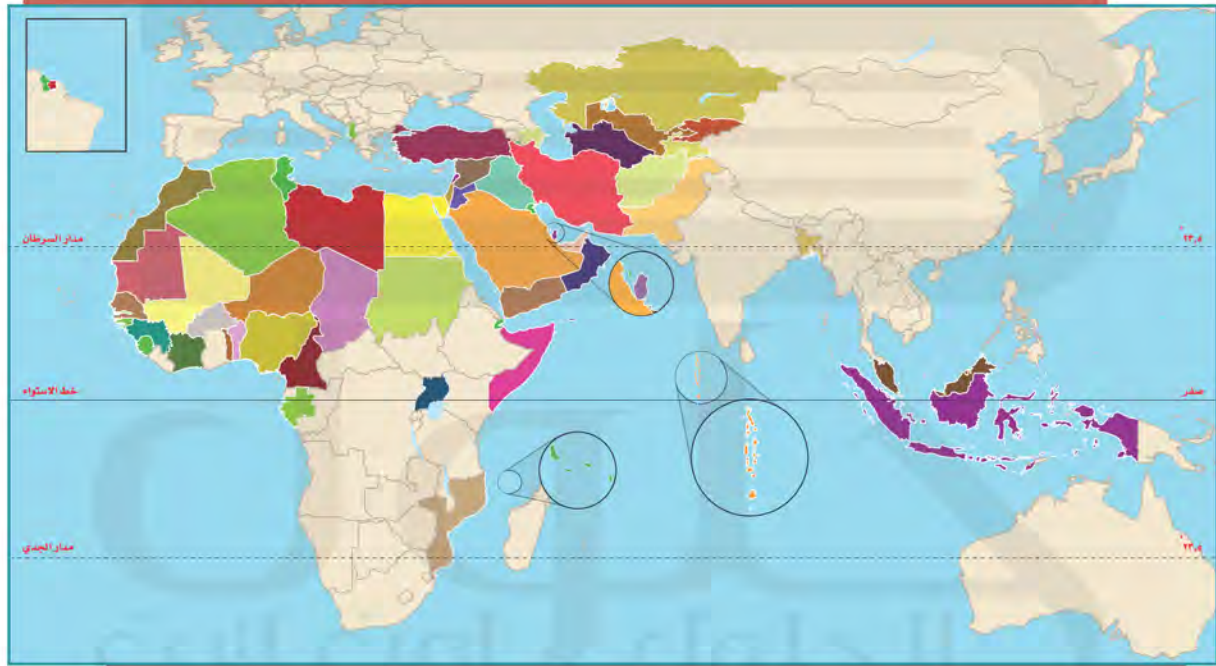 مدار السرطان
٢٣,٥
خط الاستواء
صفر
مدار الجدي
٢٣,٥